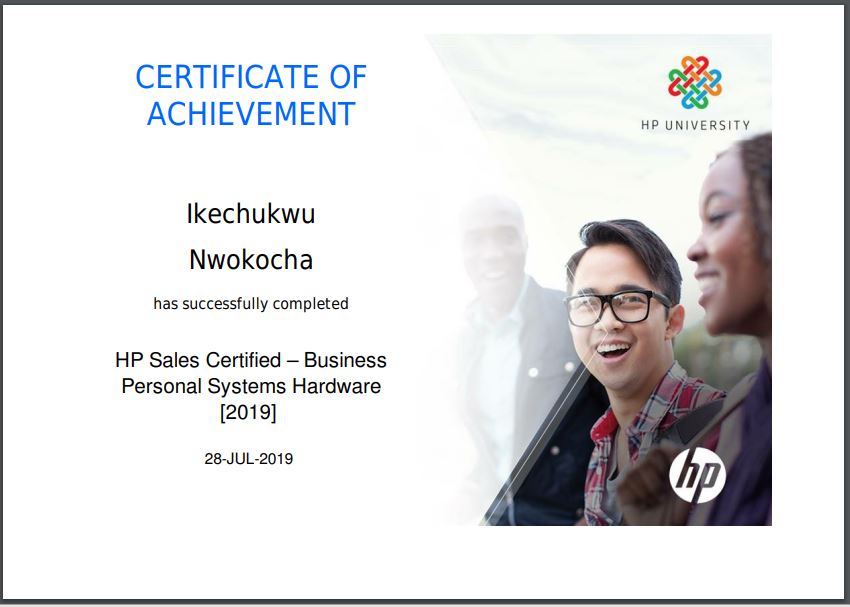 CERTIFICATE OF
ACHIEVEMENT
HP UNIVERSITY
Ikechukwu
Nwokocha
has successfully completed
HP Sales Certified – Business
Personal Systems Hardware
[2019]
28-JUL-2019
hp